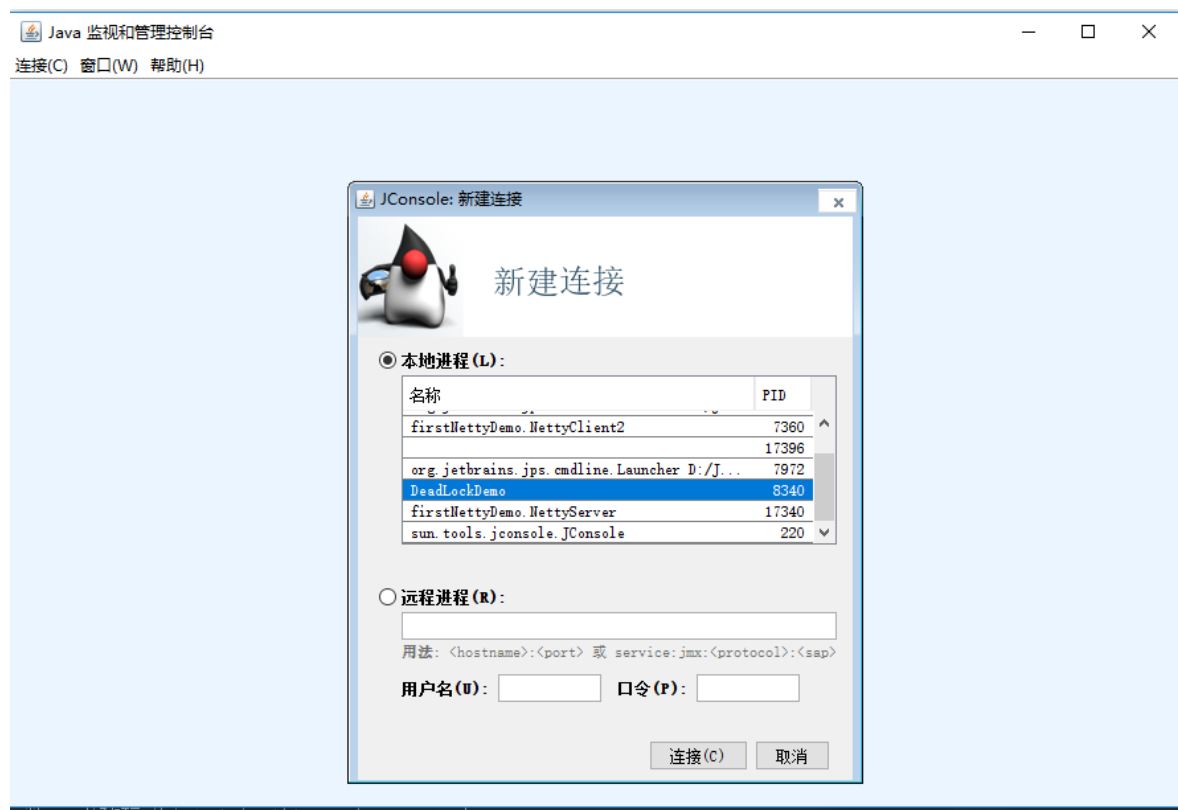 Java 监视和管理控制台
连接(C) 窗口(W) 帮助(H)
JConsole: 新建连接
新建连接
本地进程(L):
名称 PID
firstNettyDemo.NettyClient2 7360
17396
org.jetbrains.jps.cmdline.Launcher D:/J... 7972
DeadLockDemo 8340
firstNettyDemo.NettyServer 17340
sun.tools.jconsole.JConsole 220
远程进程(R):
用法: <hostname>:<port> 或 service:jmx:<protocol>:<sap>
用户名(U): 口令(P):
连接(C) 取消